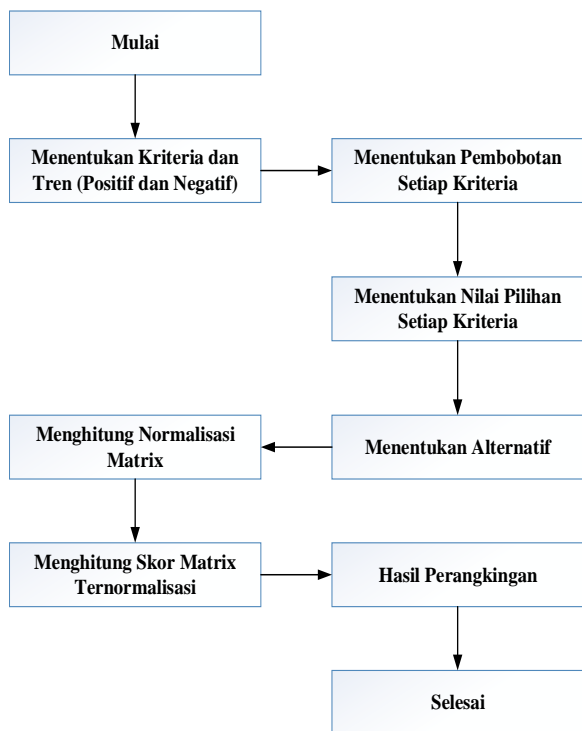 Mulai
Menentukan Kriteria dan
Tren (Positif dan Negatif)
Menentukan Pembobotan
Setiap Kriteria
Menentukan Nilai Pilihan
Setiap Kriteria
Menentukan Alternatif
Menghitung Normalisasi
Matrix
Menghitung Skor Matrix
Ternormalisasi
Hasil Perangkingan
Selesai